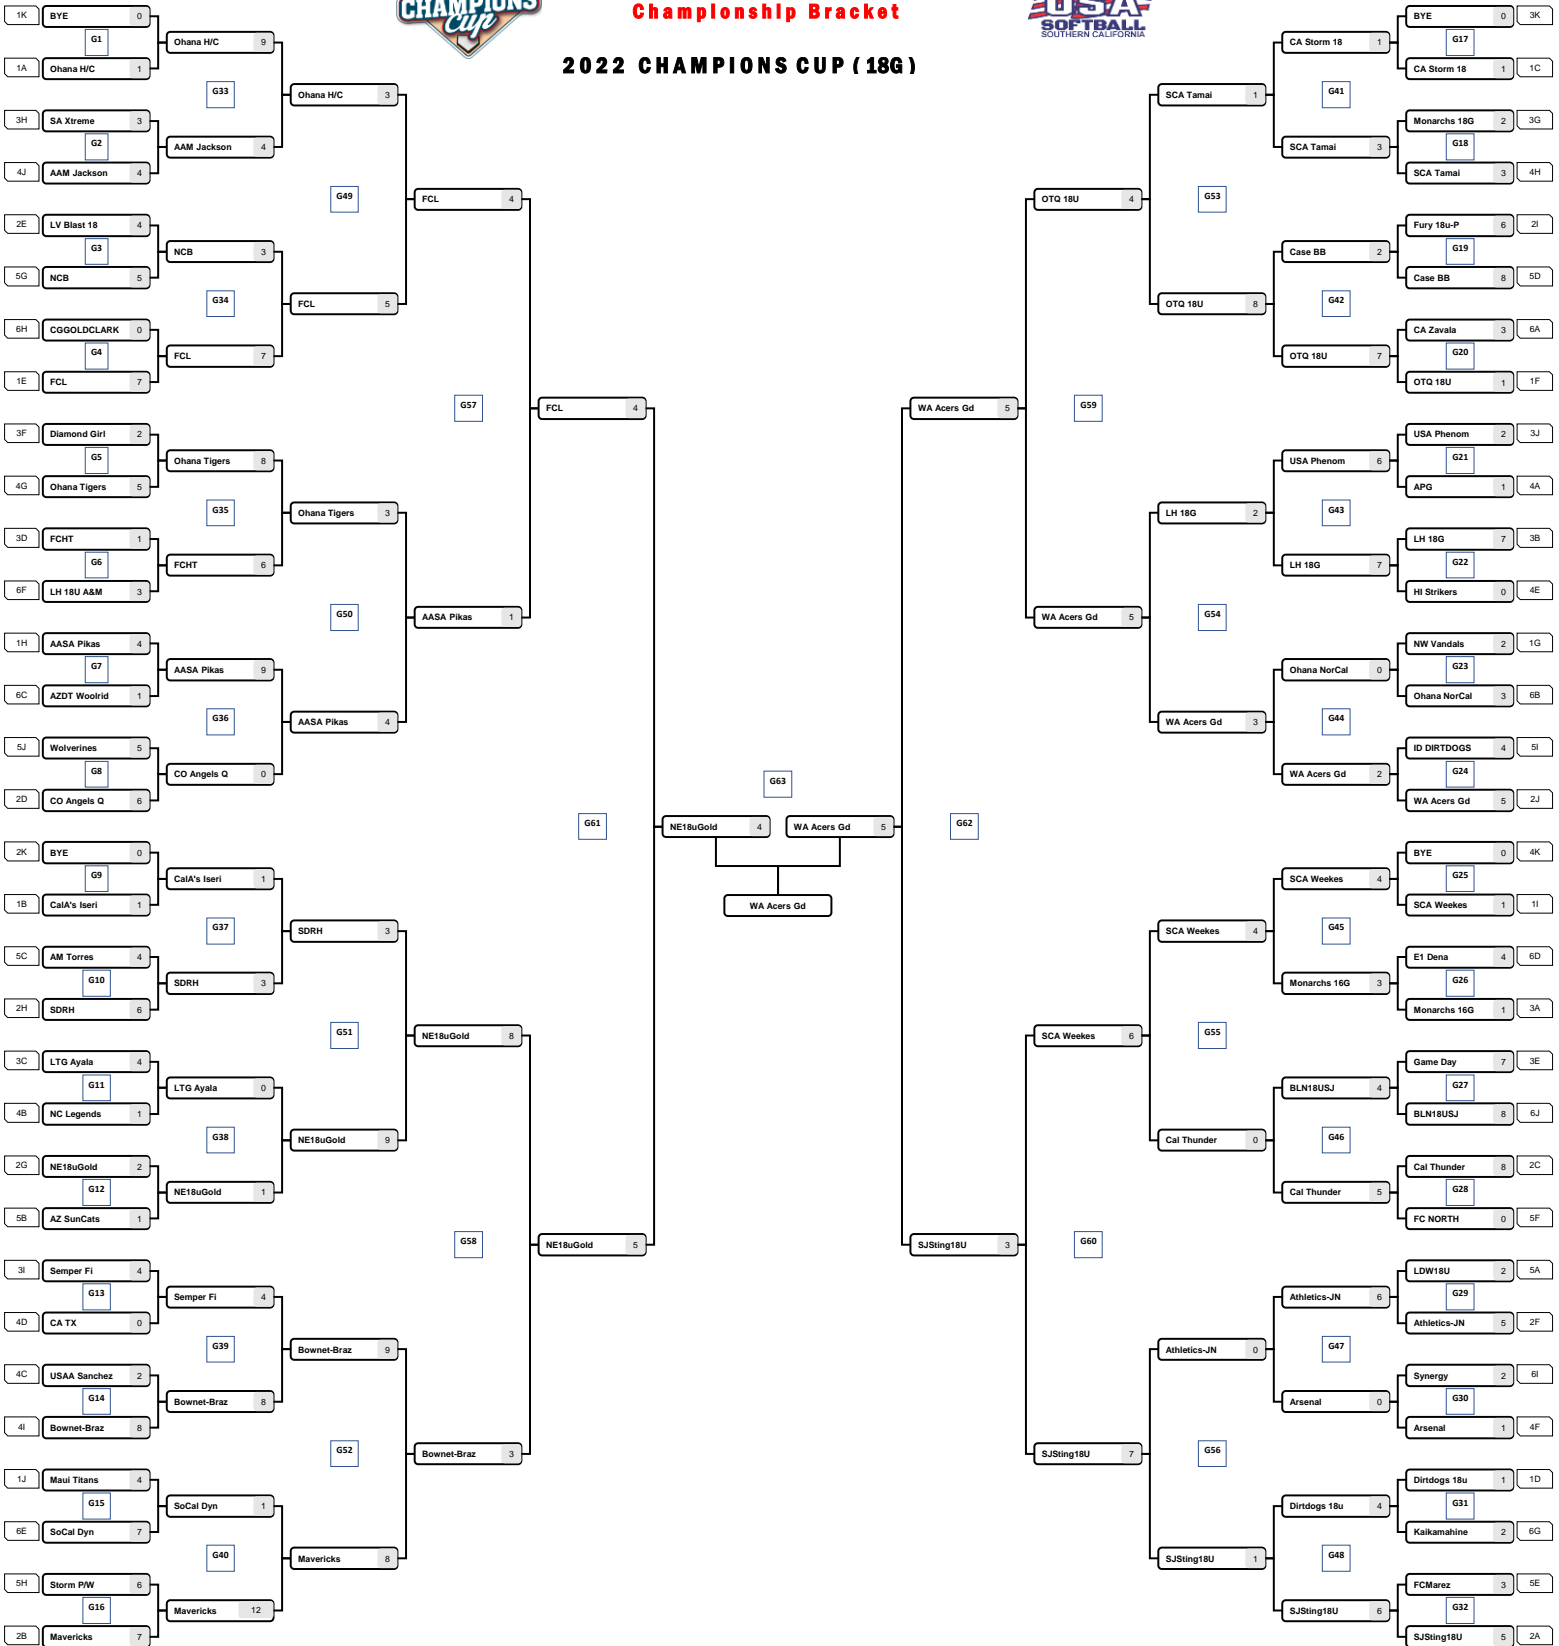 CHAMPIONS
Cup
Championship Bracket
USA
SOFTBALL
SOUTHERN CALIFORNIA
2022 CHAMPIONS CUP (18G)
1K BYE 0
G1
1A Ohana H/C 1
3H SA Xtreme 3
G2
4J AAM Jackson 4
2E LV Blast 18 4
G3
5G NCB 5
6H CGGOLDCLARK 0
G4
1E FCL 7
3F Diamond Girl 2
G5
4G Ohana Tigers 5
3D FCHT 1
G6
6F LH 18U A&M 3
1H AASA Pikas 4
G7
6C AZDT Woolrid 1
5J Wolverines 5
G8
2D CO Angels Q 6
2K BYE 0
G9
1B CalA's Iseri 1
5C AM Torres 4
G10
2H SDRH 6
3C LTG Ayala 4
G11
4B NC Legends 1
2G NE18uGold 2
G12
5B AZ SunCats 1
3I Semper Fi 4
G13
4D CA TX 0
4C USAA Sanchez 2
G14
4I Bownet-Braz 8
1J Maui Titans 4
G15
6E SoCal Dyn 7
5H Storm P/W 6
G16
2B Mavericks 7
Ohana H/C 9
G33
AAM Jackson 4
NCB 3
G34
FCL 7
Ohana Tigers 8
G35
FCHT 6
AASA Pikas 9
G36
CO Angels Q 0
CalA's Iseri 1
G37
SDRH 3
LTG Ayala 0
G38
NE18uGold 1
Semper Fi 4
G39
Bownet-Braz 8
SoCal Dyn 1
G40
Mavericks 12
Ohana H/C 3
G49
FCL 5
Ohana Tigers 3
G50
AASA Pikas 4
SDRH 3
G51
NE18uGold 9
Bownet-Braz 9
G52
Mavericks 8
FCL 4
G57
AASA Pikas 1
NE18uGold 8
G58
Bownet-Braz 3
FCL 4
G61
NE18uGold 5
G63
NE18uGold 4
WA Acers Gd 5
WA Acers Gd
WA Acers Gd 5
G62
SJSting18U 3
OTQ 18U 4
G59
WA Acers Gd 5
SCA Weekes 6
G60
SJSting18U 7
SCA Tamai 1
G53
OTQ 18U 8
LH 18G 2
G54
WA Acers Gd 3
SCA Weekes 4
G55
Cal Thunder 0
Athletics-JN 0
G56
SJSting18U 1
CA Storm 18 1
G41
SCA Tamai 3
Case BB 2
G42
OTQ 18U 7
USA Phenom 6
G43
LH 18G 7
Ohana NorCal 0
G44
WA Acers Gd 2
SCA Weekes 4
G45
Monarchs 16G 3
BLN18USJ 4
G46
Cal Thunder 5
Athletics-JN 6
G47
Arsenal 0
Dirtdogs 18u 4
G48
SJSting18U 6
BYE 0 3K
G17
CA Storm 18 1 1C
Monarchs 18G 2 3G
G18
SCA Tamai 3 4H
Fury 18u-P 6 2I
G19
Case BB 8 5D
CA Zavala 3 6A
G20
OTQ 18U 1 1F
USA Phenom 2 3J
G21
APG 1 4A
LH 18G 7 3B
G22
HI Strikers 0 4E
NW Vandals 2 1G
G23
Ohana NorCal 3 6B
ID DIRTDOGS 4 5I
G24
WA Acers Gd 5 2J
BYE 0 4K
G25
SCA Weekes 1 1I
E1 Dena 4 6D
G26
Monarchs 16G 1 3A
Game Day 7 3E
G27
BLN18USJ 8 6J
Cal Thunder 8 2C
G28
FC NORTH 0 5F
LDW18U 2 5A
G29
Athletics-JN 5 2F
Synergy 2 6I
G30
Arsenal 1 4F
Dirtdogs 18u 1 1D
G31
Kaikamahine 2 6G
FCMarez 3 5E
G32
SJSting18U 5 2A